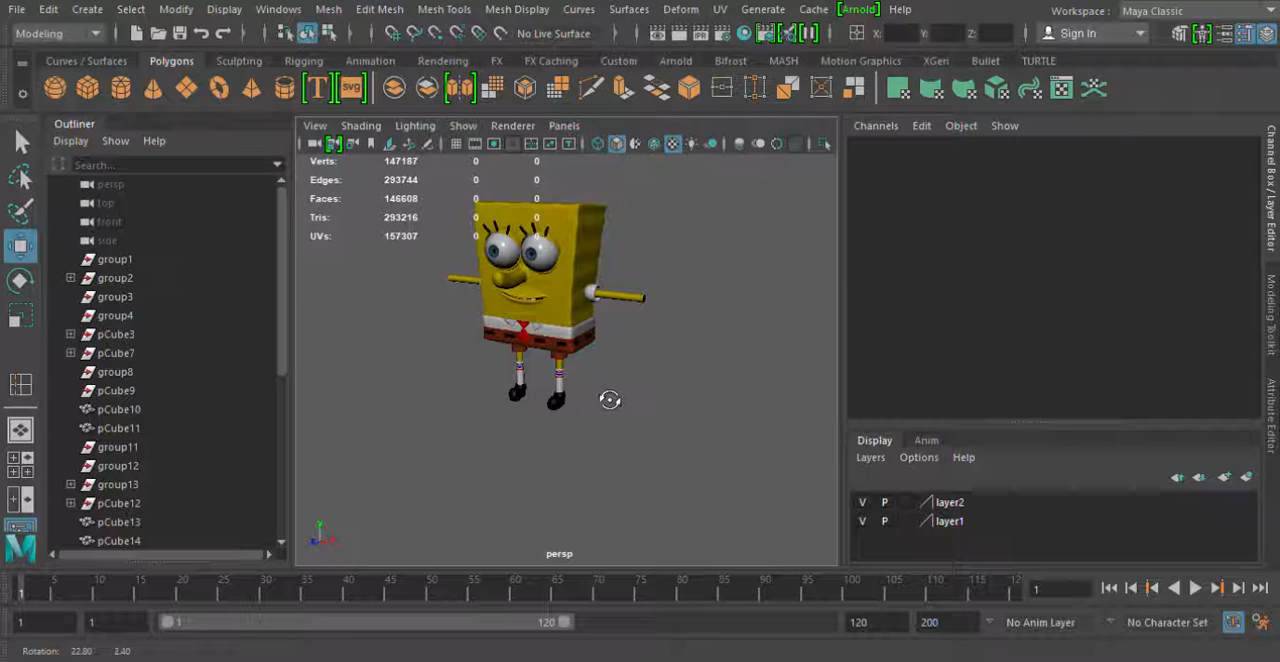 File Edit Create Select Modify Display Windows Mesh Edit Mesh Mesh Tools Mesh Display Curves Surfaces Deform UV Generate Cache [Arnold] Help Workspace : Maya Classic
Modeling No Live Surface X: Y: Z: Sign In
Curves / Surfaces Polygons Sculpting Rigging Animation Rendering FX FX Caching Custom Arnold Bifrost MASH Motion Graphics XGen Bullet TURTLE
T SVG
Outliner
Display Show Help
Search...
persp
top
front
side
group1
group2
group3
group4
pCube3
pCube7
group8
pCube9
pCube10
pCube11
group11
group12
group13
pCube12
pCube13
pCube14
View Shading Lighting Show Renderer Panels
Verts: 147187 0 0
Edges: 293744 0 0
Faces: 146608 0 0
Tris: 293216 0 0
UVs: 157307 0 0
persp
Channels Edit Object Show
Display Anim
Layers Options Help
V P layer2
V P layer1
Channel Box / Layer Editor
Modeling Toolkit
Attribute Editor
5 10 15 20 25 30 35 40 45 50 55 60 65 70 75 80 85 90 95 100 105 110 115 12
1 1
1 1 1 120 120 200 No Anim Layer No Character Set
Rotation: 22.80 2.40